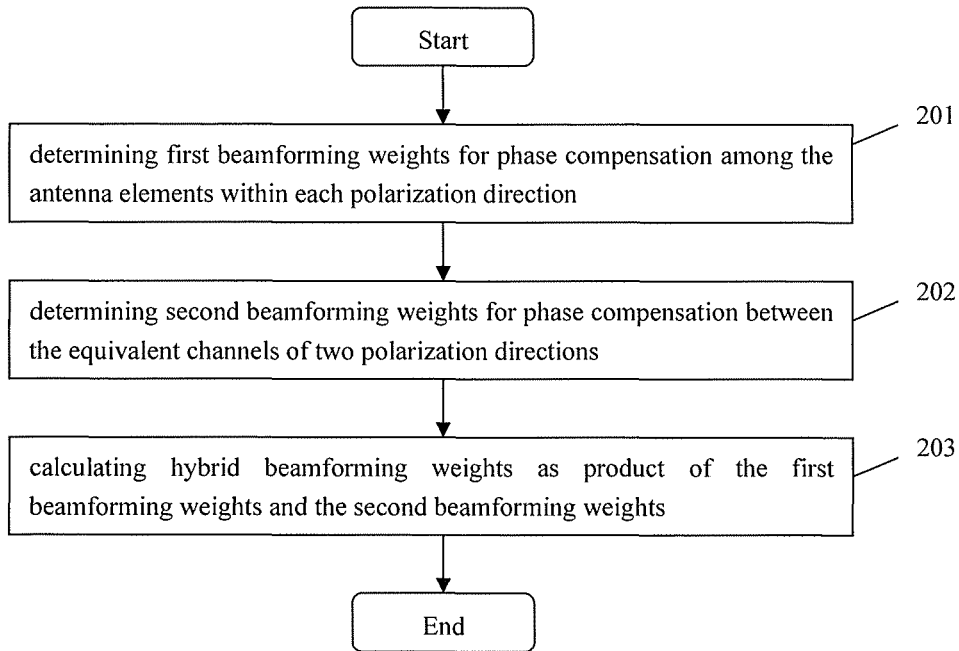 Start
201
determining first beamforming weights for phase compensation among the
antenna elements within each polarization direction
202
determining second beamforming weights for phase compensation between
the equivalent channels of two polarization directions
203
calculating hybrid beamforming weights as product of the first
beamforming weights and the second beamforming weights
End